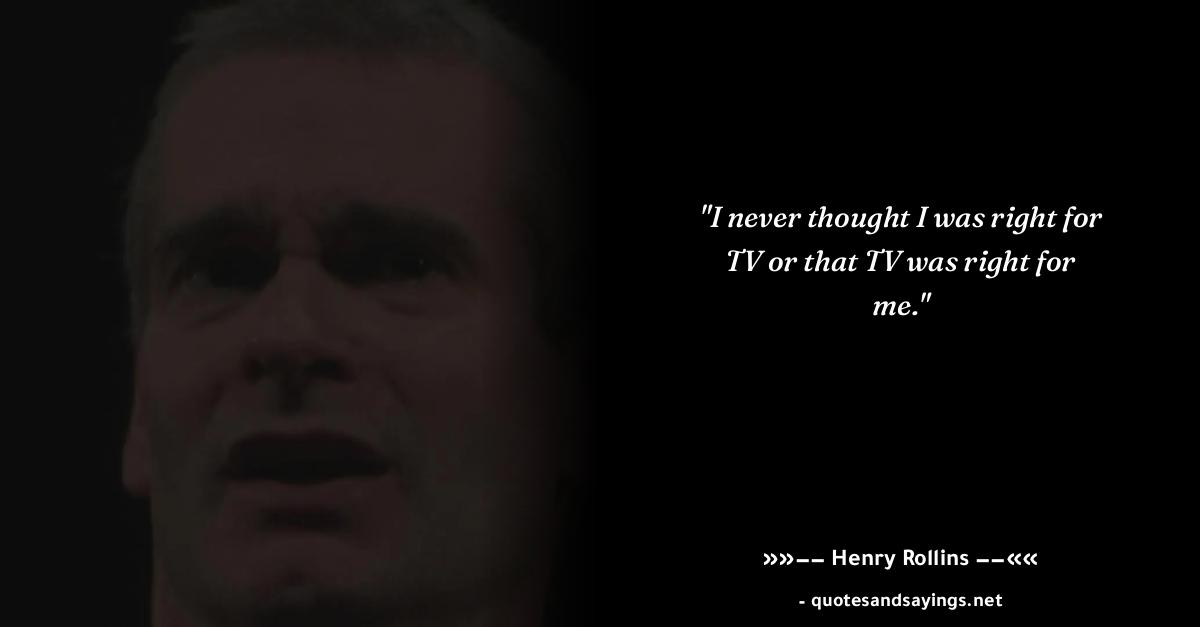 "I never thought I was right for
TV or that TV was right for
me."
»»−− Henry Rollins −−««
- quotesandsayings.net